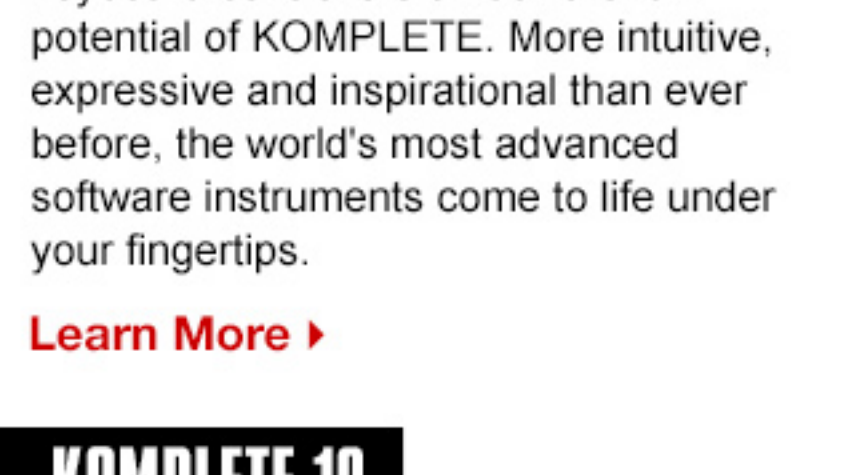 potential of KOMPLETE. More intuitive,
expressive and inspirational than ever
before, the world's most advanced
software instruments come to life under
your fingertips.
Learn More
KOMPLETE 10